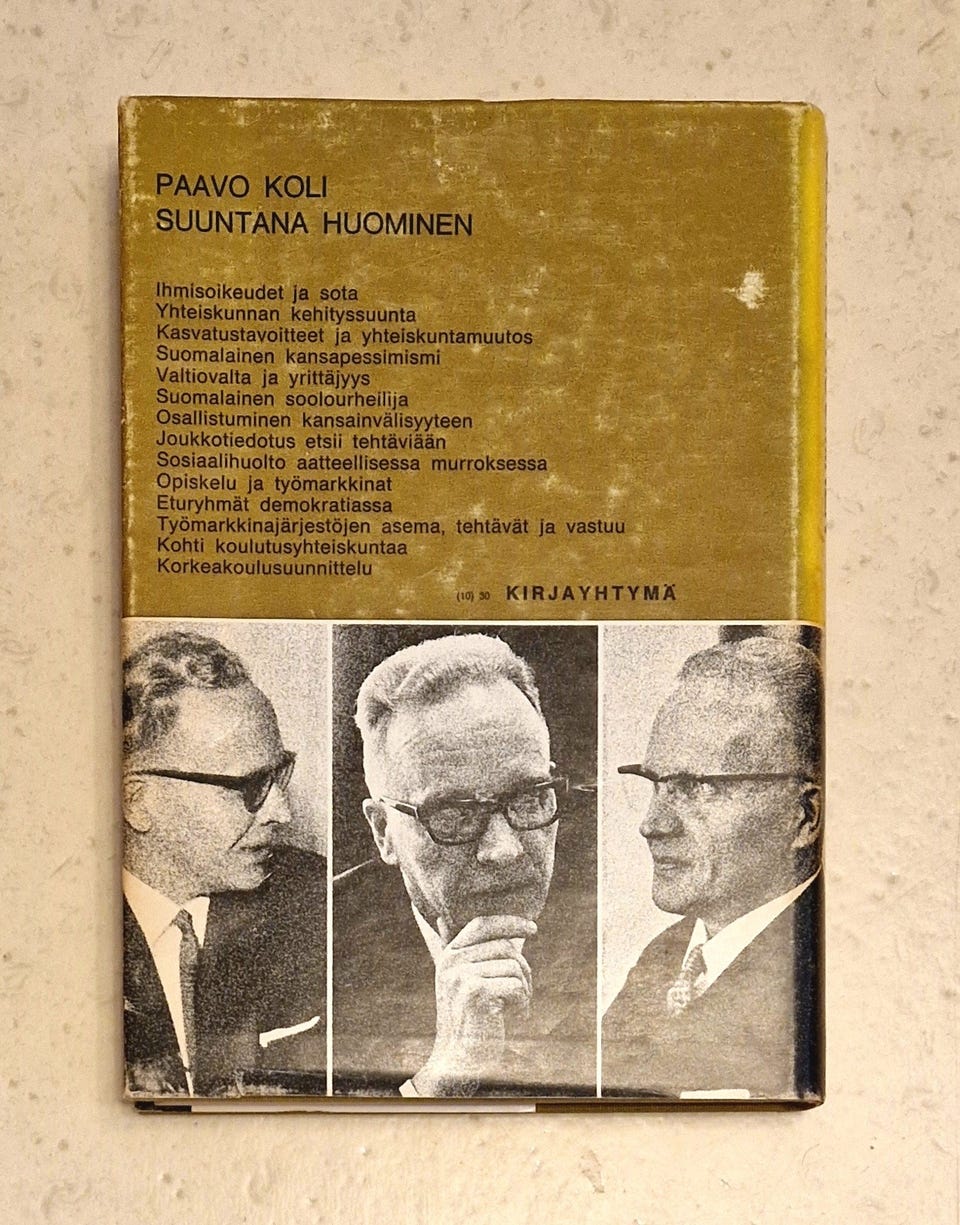 PAAVO KOLI
SUUNTANA HUOMINEN
Ihmisoikeudet ja sota
Yhteiskunnan kehityssuunta
Kasvatustavoitteet ja yhteiskuntamuutos
Suomalainen kansapessimismi
Valtiovalta ja yrittäjyys
Suomalainen soolourheilija
Osallistuminen kansainvälisyyteen
Joukkotiedotus etsii tehtäviään
Sosiaalihuolto aatteellisessa murroksessa
Opiskelu ja työmarkkinat
Eturyhmät demokratiassa
Työmarkkinajärjestöjen asema, tehtävät ja vastuu
Kohti koulutusyhteiskuntaa
Korkeakoulusuunnittelu
(10) 30 KIRJAYHTYMÄ